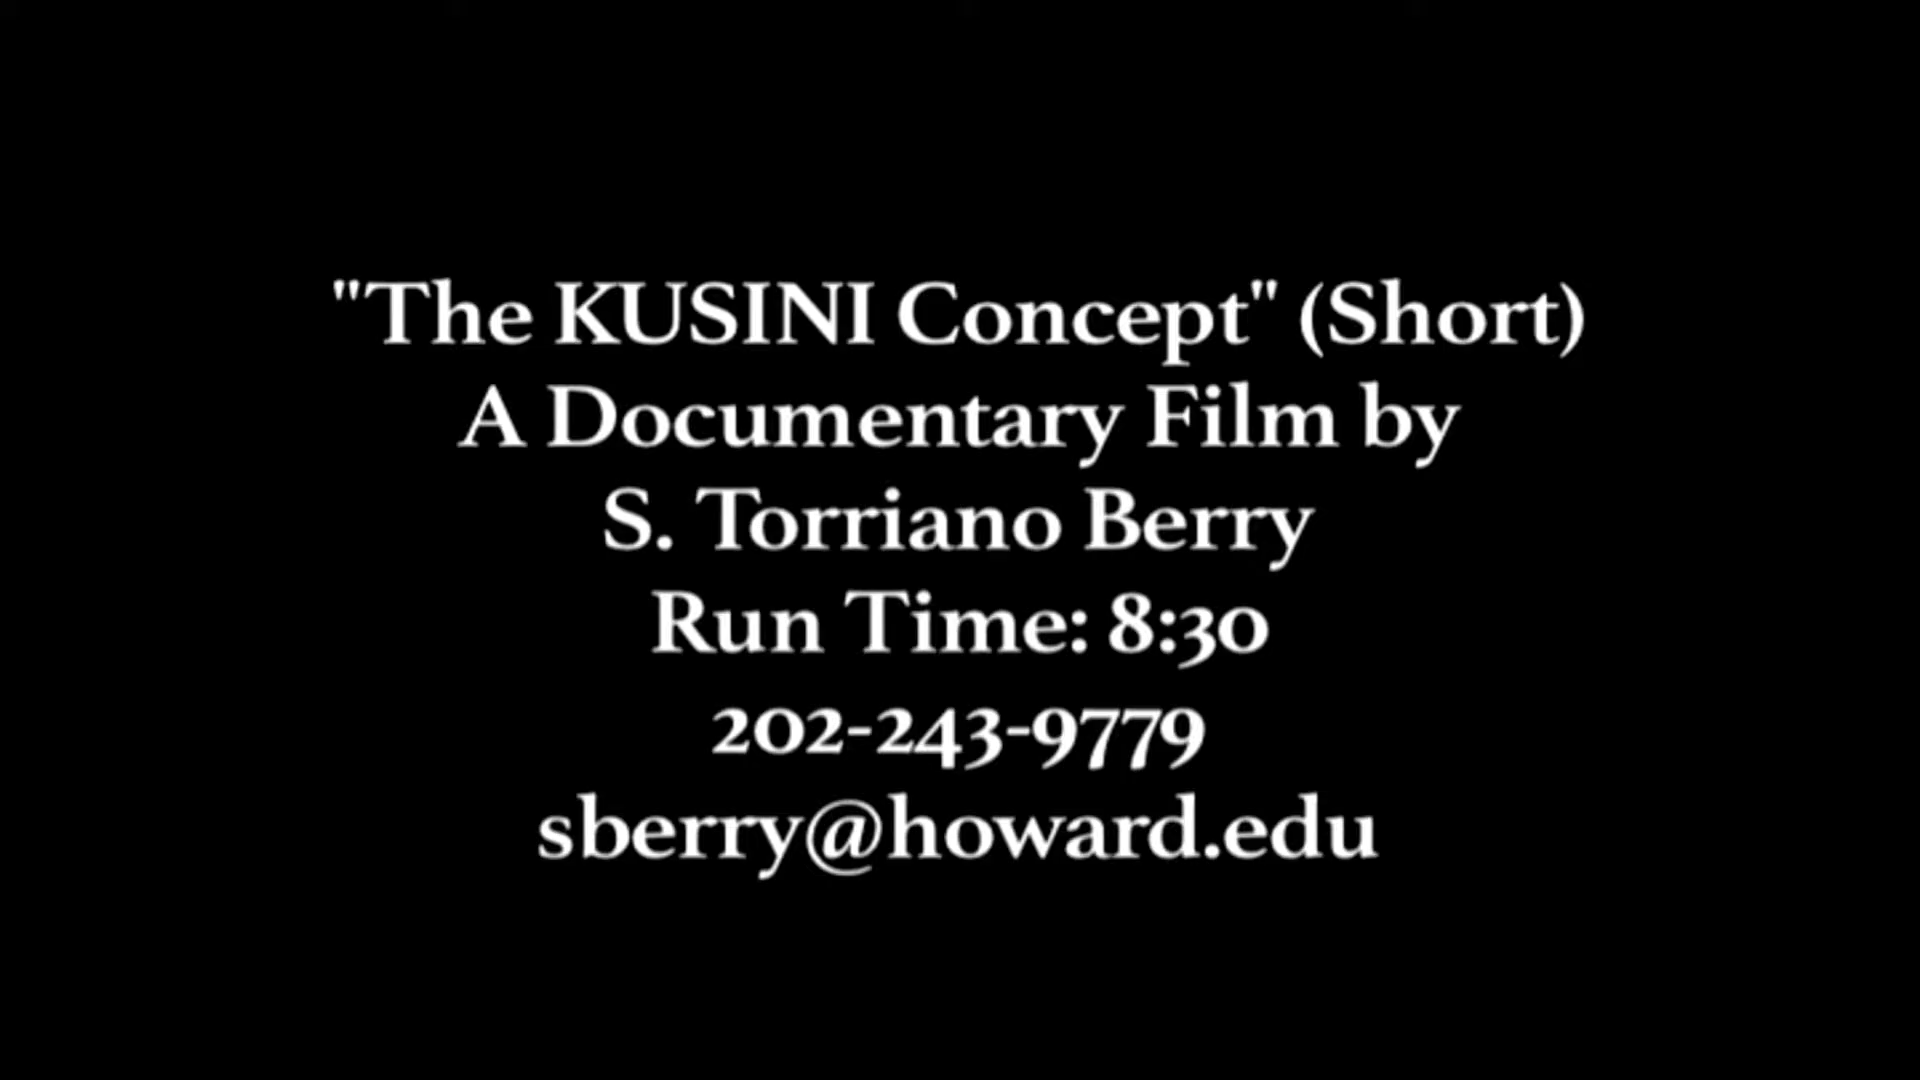 "The KUSINI Concept" (Short)
A Documentary Film by
S. Torriano Berry
Run Time: 8:30
202-243-9779
sberry@howard.edu